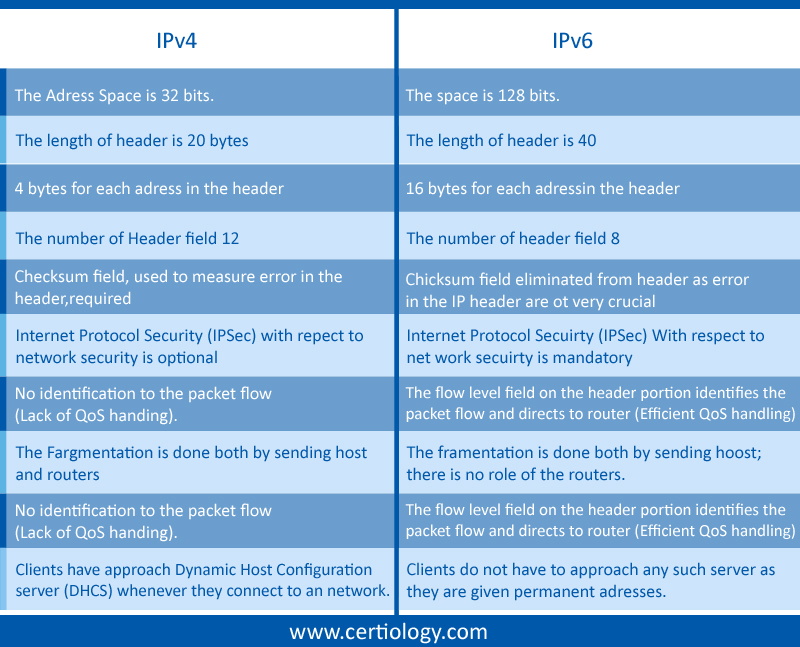 IPv4
IPv6
The Adress Space is 32 bits.
The space is 128 bits.
The length of header is 20 bytes
The length of header is 40
4 bytes for each adress in the header
16 bytes for each adressin the header
The number of Header field 12
The number of header field 8
Checksum field, used to measure error in the
header,required
Chicksum field eliminated from header as error
in the IP header are ot very crucial
Internet Protocol Security (IPSec) with repect to
network security is optional
Internet Protocol Secuirty (IPSec) With respect to
net work secuirty is mandatory
No identification to the packet flow
(Lack of QoS handing).
The flow level field on the header portion identifies the
packet flow and directs to router (Efficient QoS handling)
The Fargmentation is done both by sending host
and routers
The framentation is done both by sending hoost;
there is no role of the routers.
No identification to the packet flow
(Lack of QoS handing).
The flow level field on the header portion identifies the
packet flow and directs to router (Efficient QoS handling)
Clients have approach Dynamic Host Configuration
server (DHCS) whenever they connect to an network.
Clients do not have to approach any such server as
they are given permanent adresses.
www.certiology.com